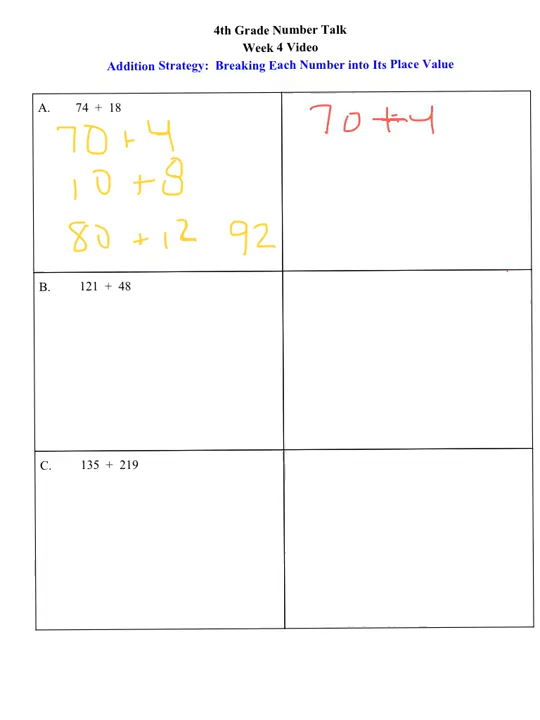 4th Grade Number Talk
Week 4 Video
Addition Strategy: Breaking Each Number into Its Place Value
A. 74 + 18
70 + 4
10 + 8
80 + 12 92
70 + 4
B. 121 + 48
C. 135 + 219